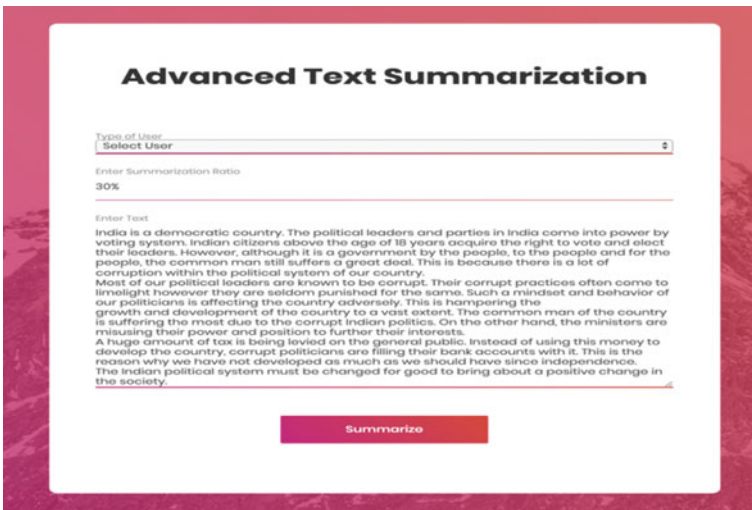 Advanced Text Summarization
Type of User
Select User
Enter Summarization Ratio
30%
Enter Text
India is a democratic country. The political leaders and parties in India come into power by
voting system. Indian citizens above the age of 18 years acquire the right to vote and elect
their leaders. However, although it is a government by the people, to the people and for the
people, the common man still suffers a great deal. This is because there is a lot of
corruption within the political system of our country.
Most of our political leaders are known to be corrupt. Their corrupt practices often come to
limelight however they are seldom punished for the same. Such a mindset and behavior of
our politicians is affecting the country adversely. This is hampering the
growth and development of the country to a vast extent. The common man of the country
is suffering the most due to the corrupt Indian politics. On the other hand, the ministers are
misusing their power and position to further their interests.
A huge amount of tax is being levied on the general public. Instead of using this money to
develop the country, corrupt politicians are filling their bank accounts with it. This is the
reason why we have not developed as much as we should have since independence.
The Indian political system must be changed for good to bring about a positive change in
the society.
Summarize